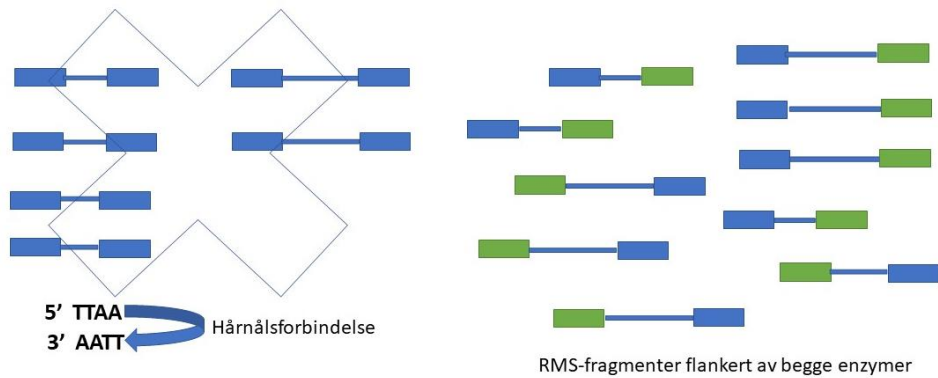 5’ TTAA
3’ AATT
Hårnålsforbindelse
RMS-fragmenter flankert av begge enzymer